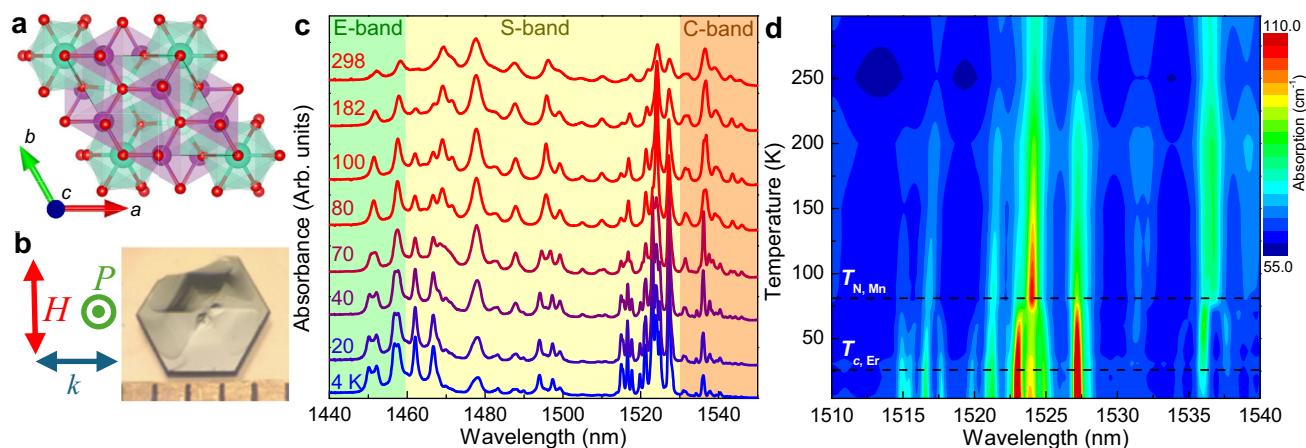 a
b
c
a
b
H
P
k
c
E-band
S-band
C-band
298
182
100
80
70
40
20
4 K
Absorbance (Arb. units)
1440
1460
1480
1500
1520
1540
Wavelength (nm)
d
Temperature (K)
250
200
150
100
50
T N, Mn
T c, Er
1510
1515
1520
1525
1530
1535
1540
Wavelength (nm)
110.0
Absorption (cm⁻¹)
55.0